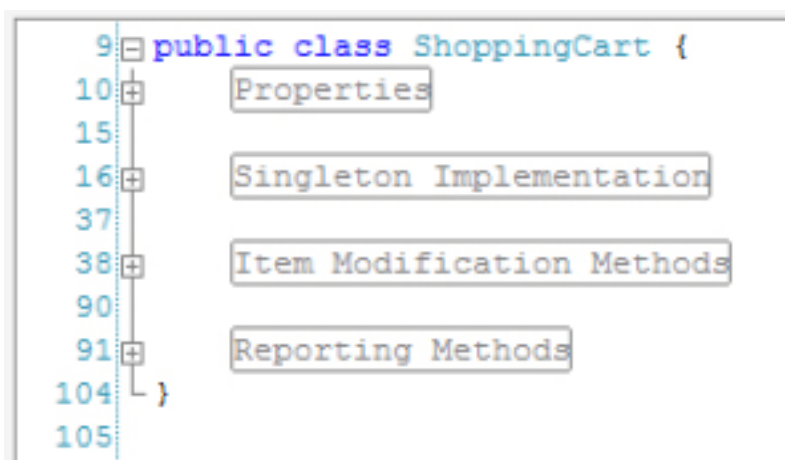 9 public class ShoppingCart {
10 Properties
15
16 Singleton Implementation
37
38 Item Modification Methods
90
91 Reporting Methods
104 }
105